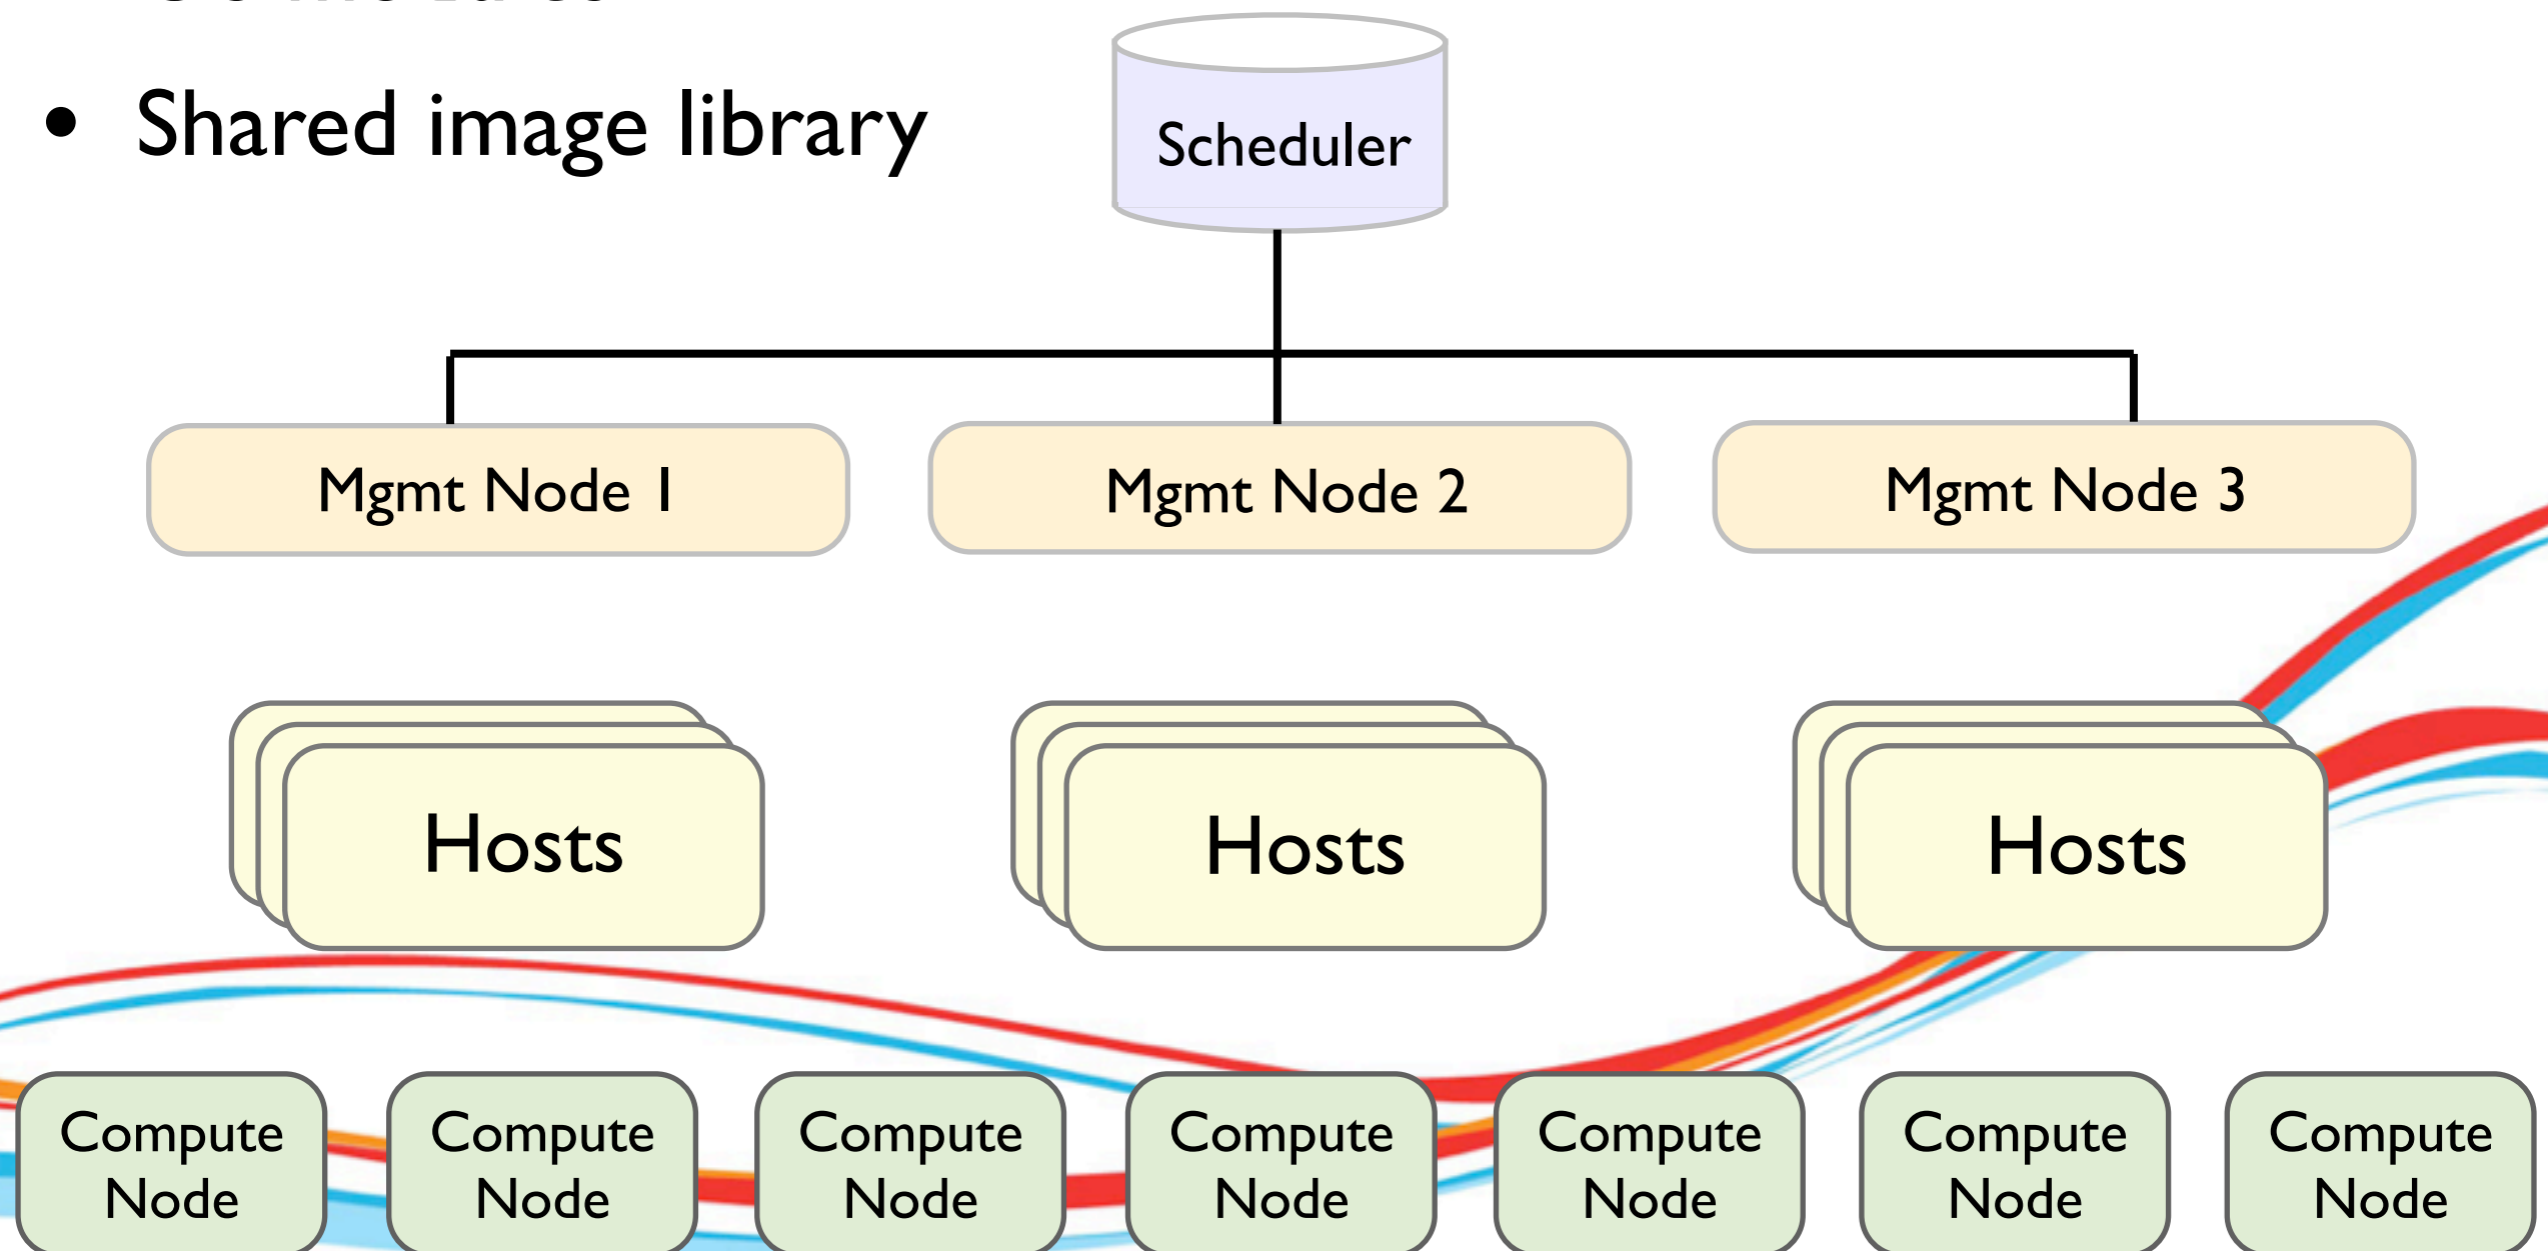 • Shared image library
Scheduler
Mgmt Node 1
Mgmt Node 2
Mgmt Node 3
Hosts
Hosts
Hosts
Compute
Node
Compute
Node
Compute
Node
Compute
Node
Compute
Node
Compute
Node
Compute
Node